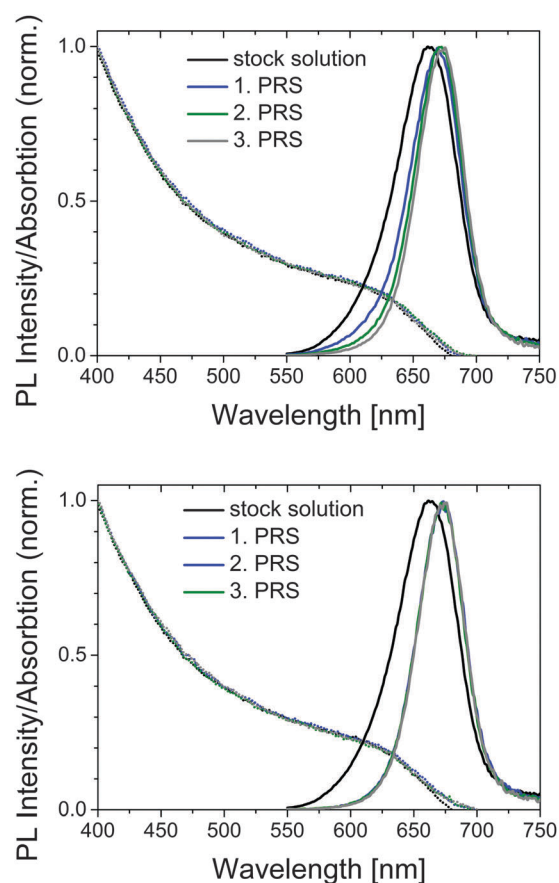 PL Intensity/Absorbtion (norm.)
1.0
0.5
0.0
stock solution
1. PRS
2. PRS
3. PRS
400 450 500 550 600 650 700 750
Wavelength [nm]
PL Intensity/Absorbtion (norm.)
1.0
0.5
0.0
stock solution
1. PRS
2. PRS
3. PRS
400 450 500 550 600 650 700 750
Wavelength [nm]